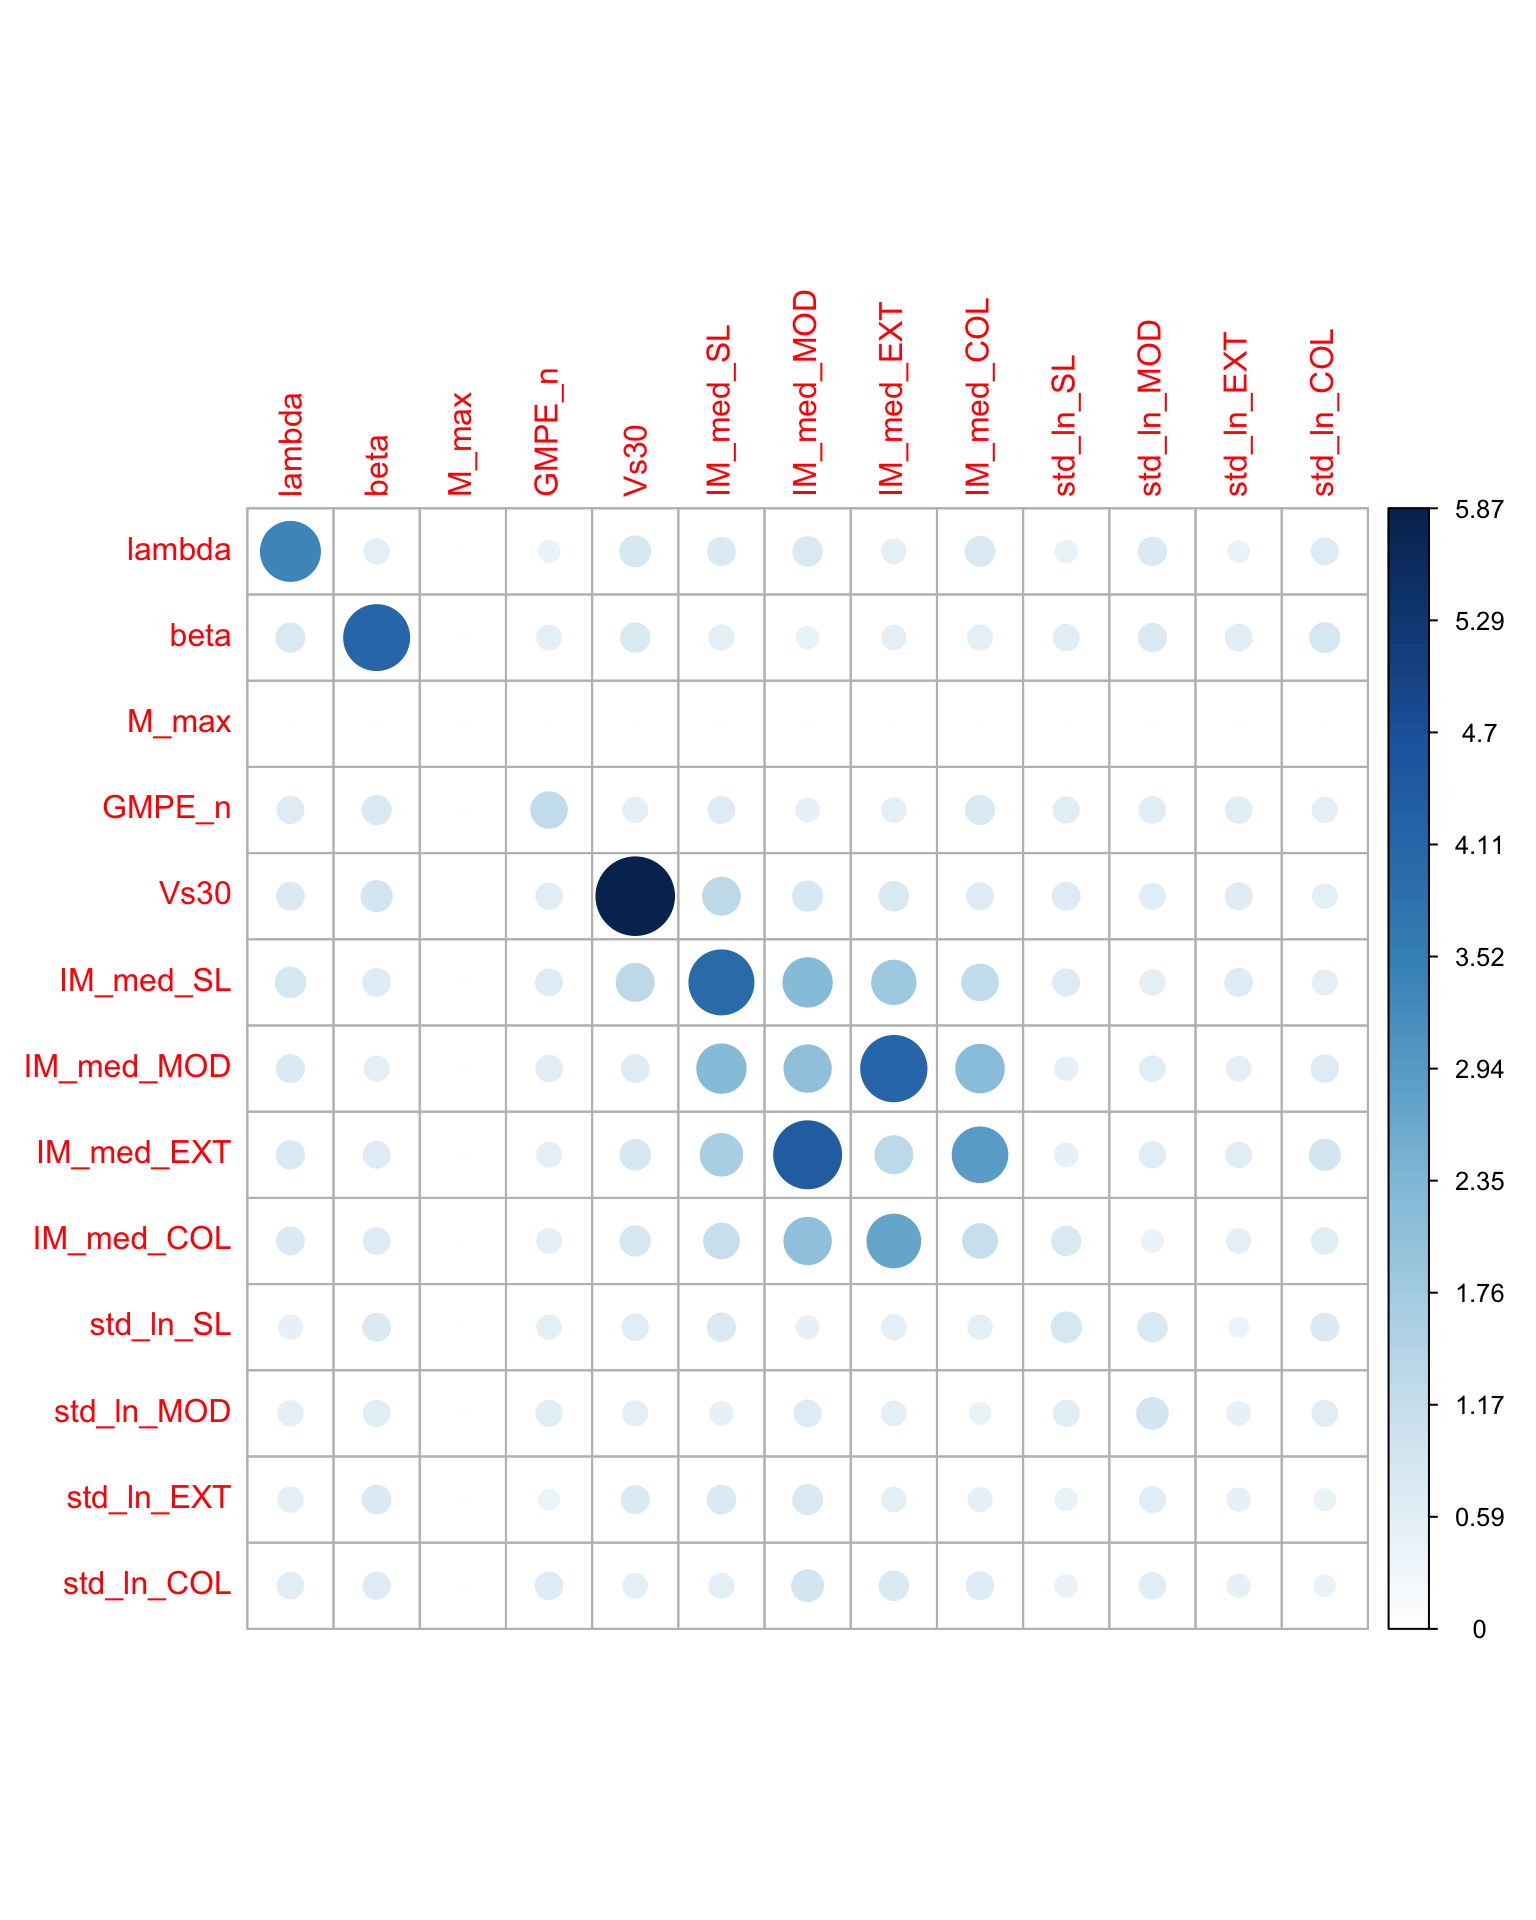 lambda
beta
M_max
GMPE_n
Vs30
IM_med_SL
IM_med_MOD
IM_med_EXT
IM_med_COL
std_ln_SL
std_ln_MOD
std_ln_EXT
std_ln_COL
lambda
beta
M_max
GMPE_n
Vs30
IM_med_SL
IM_med_MOD
IM_med_EXT
IM_med_COL
std_ln_SL
std_ln_MOD
std_ln_EXT
std_ln_COL
5.87
5.29
4.7
4.11
3.52
2.94
2.35
1.76
1.17
0.59
0